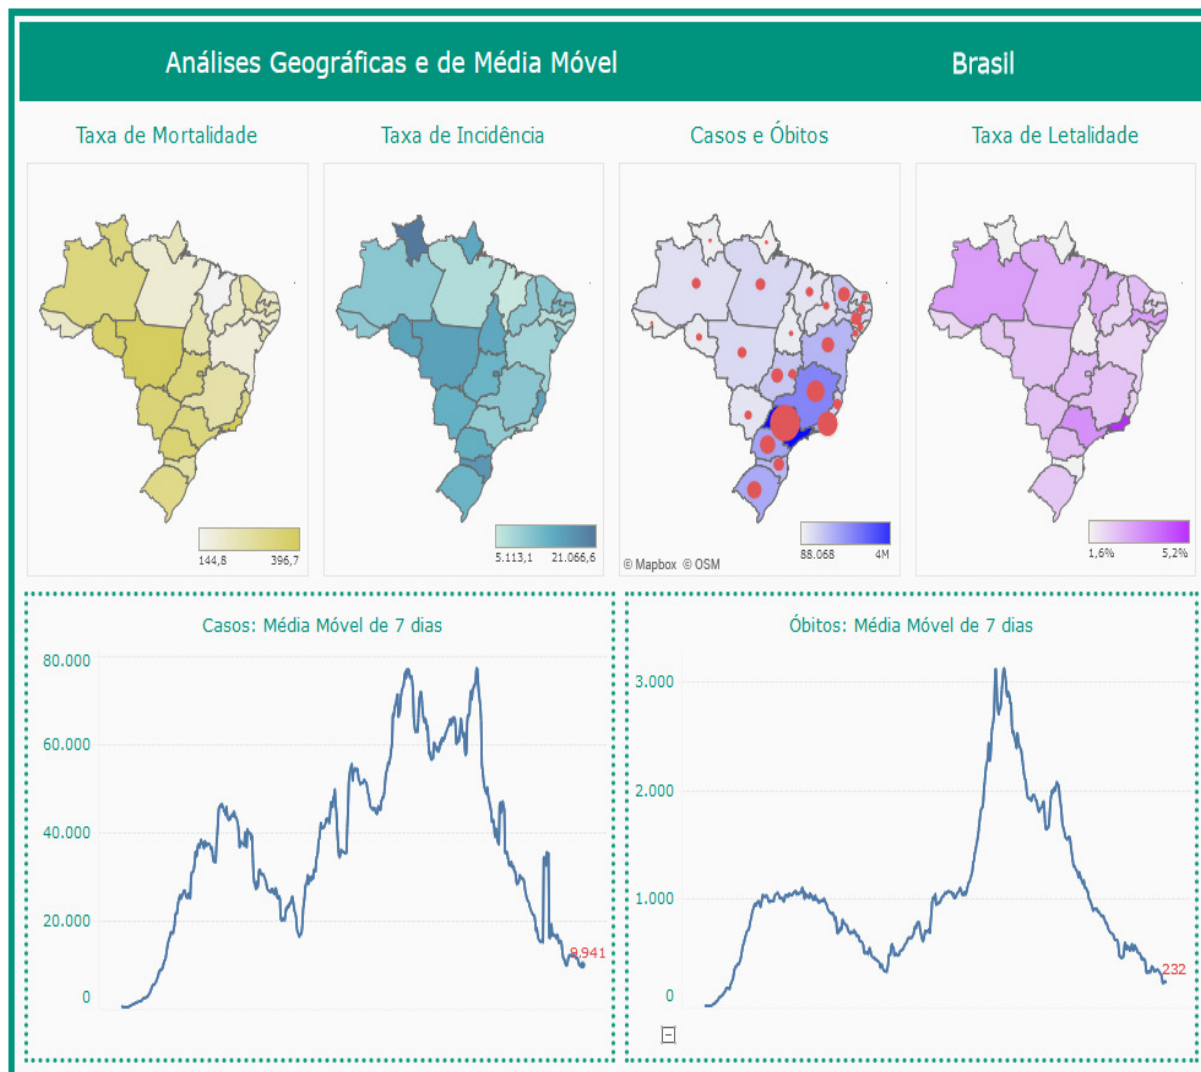 Análises Geográficas e de Média Móvel
Brasil
Taxa de Mortalidade
Taxa de Incidência
Casos e Óbitos
Taxa de Letalidade
144,8 396,7
5.113,1 21.066,6
© Mapbox © OSM
88.068 4M
1,6% 5,2%
Casos: Média Móvel de 7 dias
80.000
60.000
40.000
20.000
0
9.941
Óbitos: Média Móvel de 7 dias
3.000
2.000
1.000
0
232